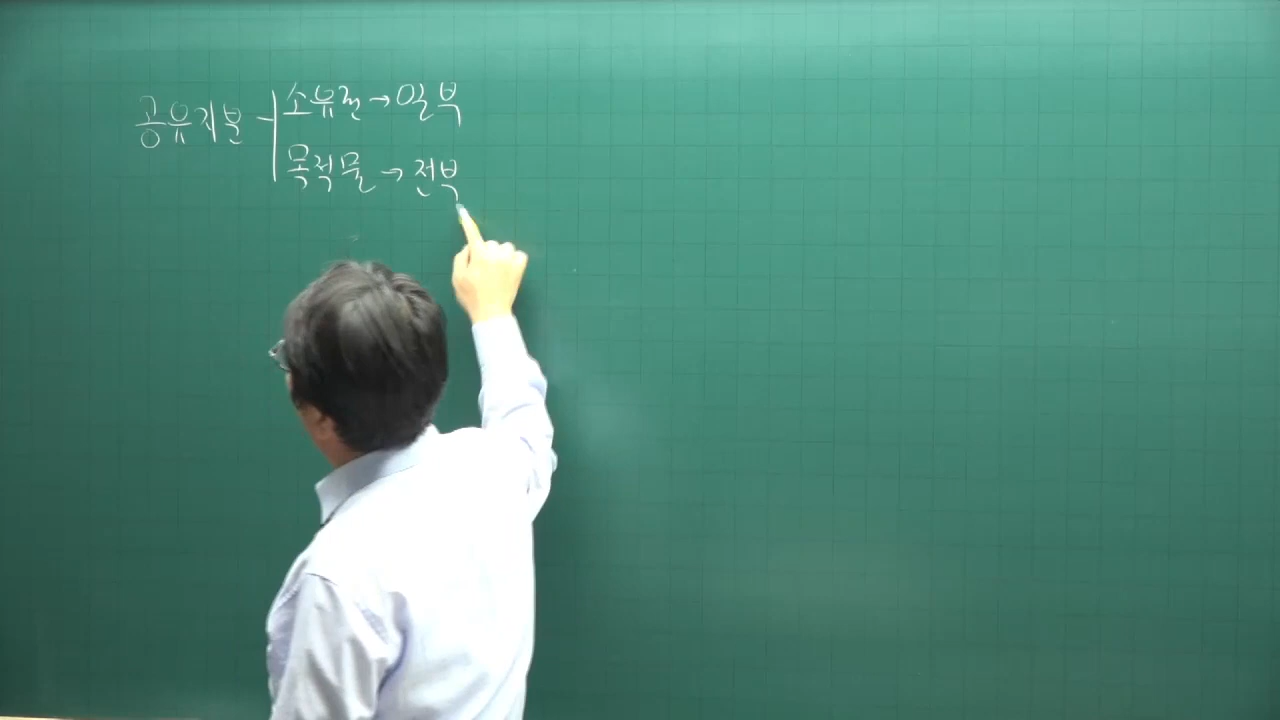 공유지분 소유권 → 일부
목적물 → 전부